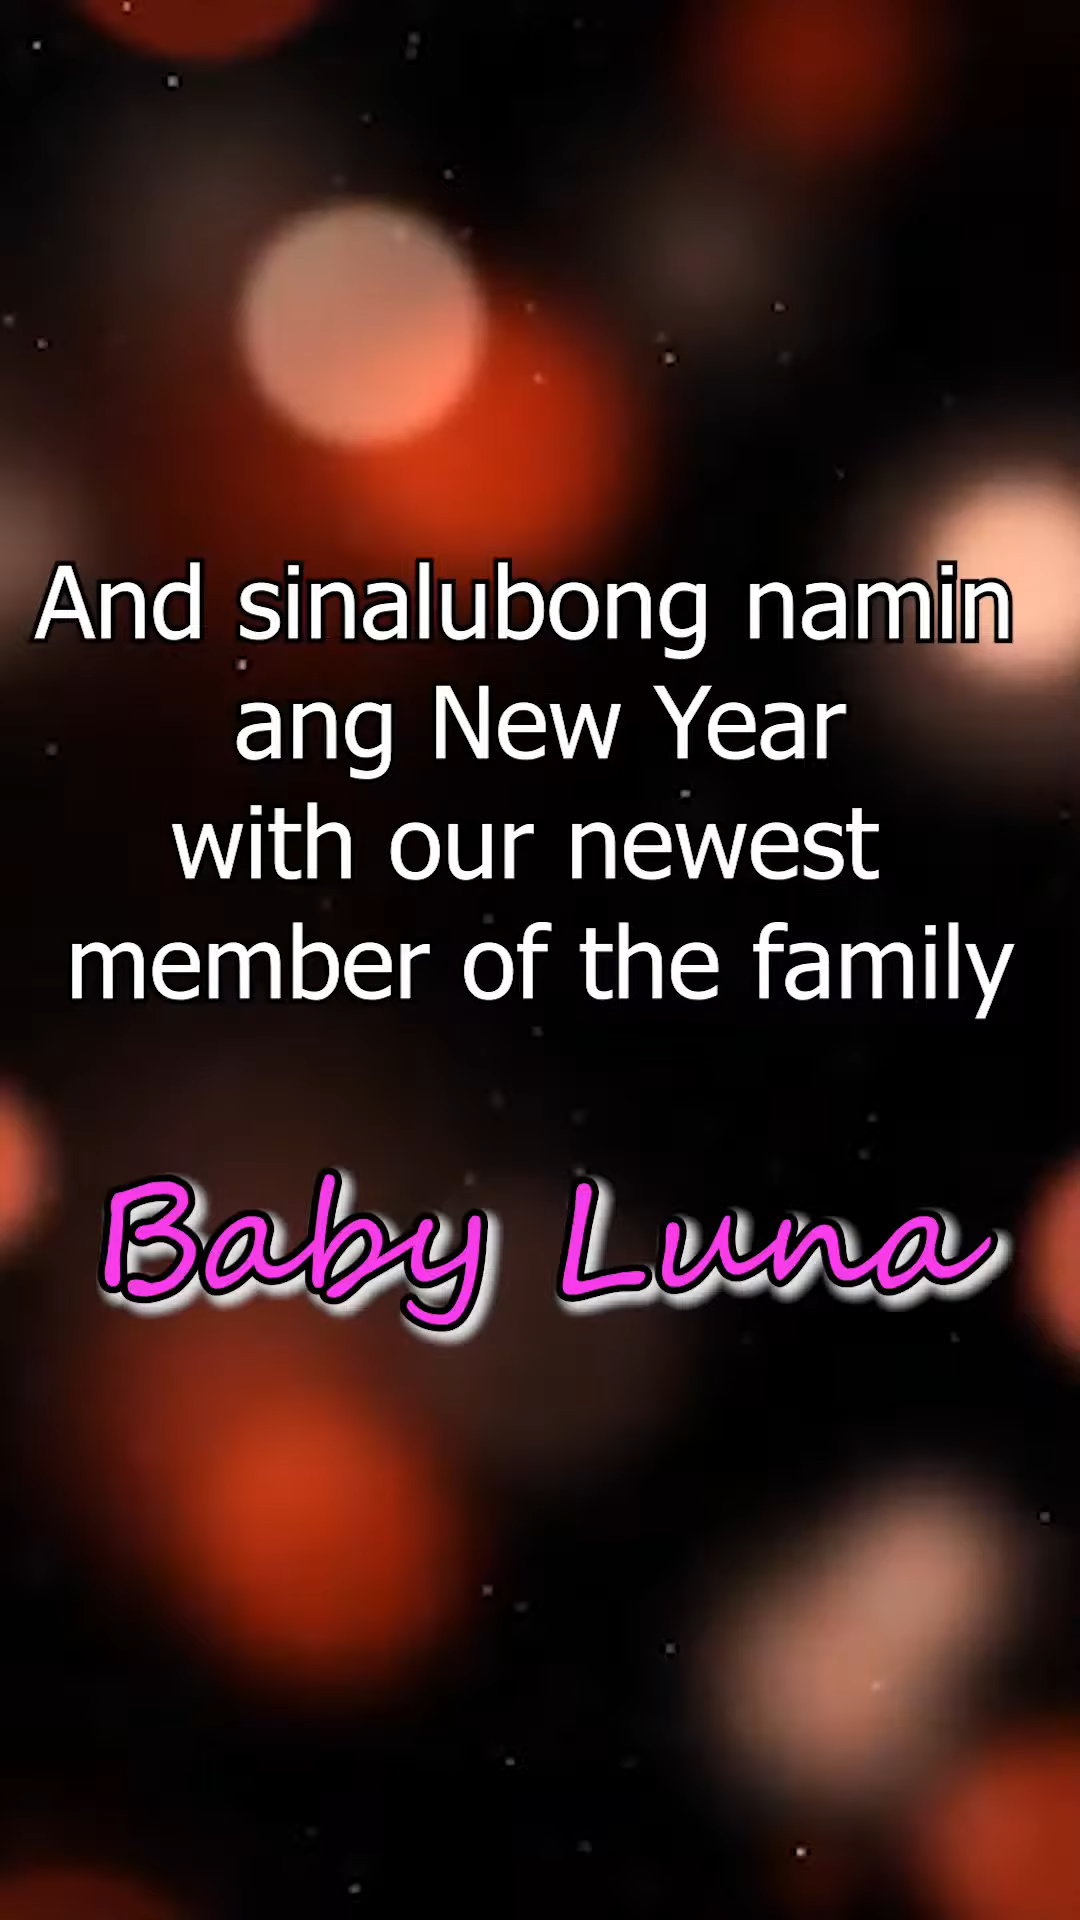 And sinalubong namin
ang New Year
with our newest
member of the family
Baby Luna